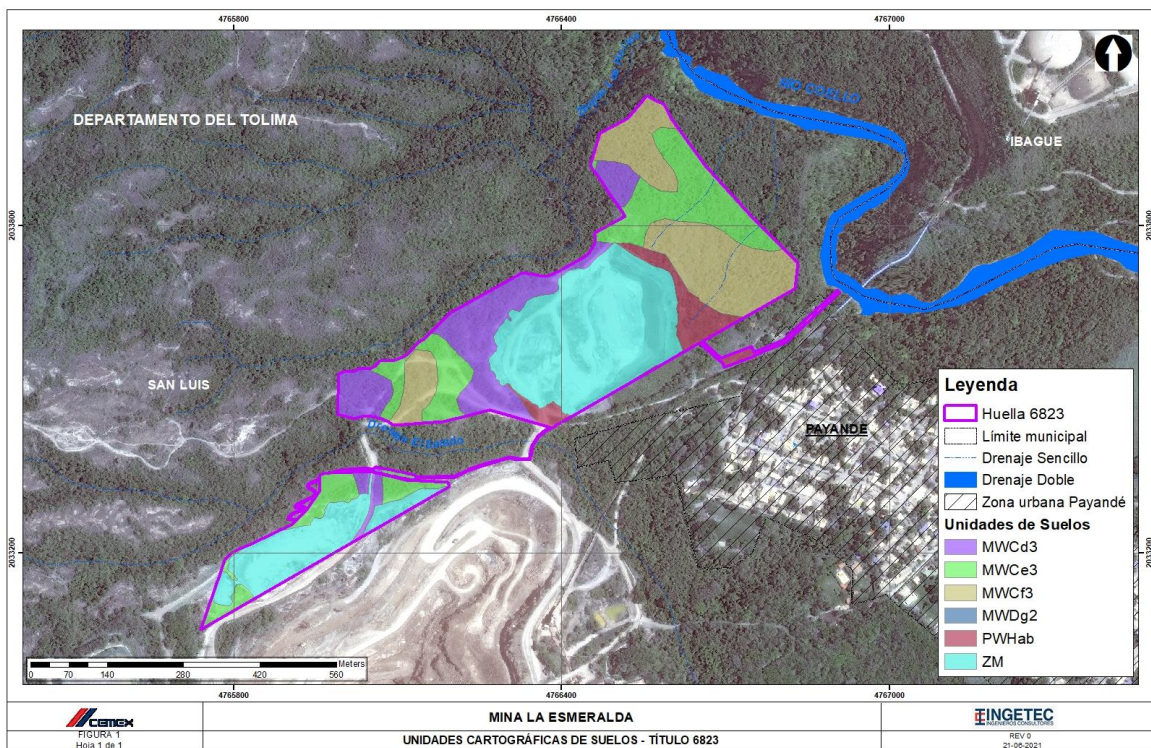 4765800 4766400 4767000
DEPARTAMENTO DEL TOLIMA
RIO COELLO
IBAGUE
2033800 2033800
SAN LUIS
PAYANDE
2033200 2033200
Leyenda
Huella 6823
Límite municipal
Drenaje Sencillo
Drenaje Doble
Zona urbana Payandé
Unidades de Suelos
MWCd3
MWCe3
MWCf3
MWDg2
PWHab
ZM
Meters
0 70 140 280 420 560
4765800 4766400 4767000
CEMEX
FIGURA 1
Hoja 1 de 1
MINA LA ESMERALDA
UNIDADES CARTOGRÁFICAS DE SUELOS - TÍTULO 6823
INGETEC
INGENIEROS CONSULTORES
REV 0
21-06-2021